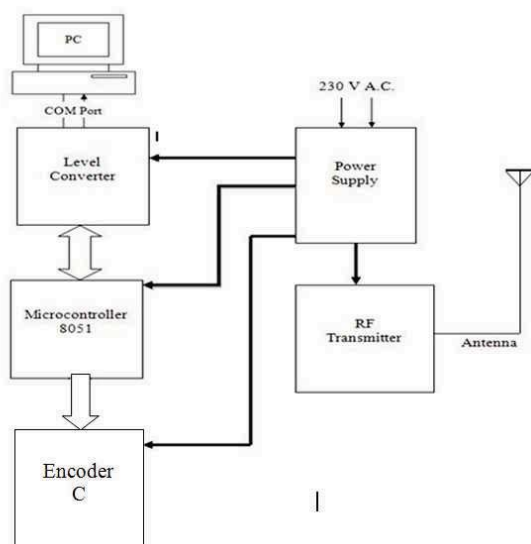 PC
COM Port
230 V A.C.
Level
Converter
Power
Supply
Microcontroller
8051
RF
Transmitter
Antenna
Encoder
C